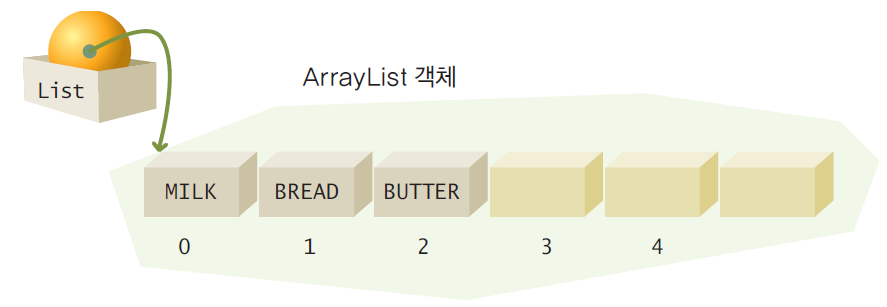 List
ArrayList 객체
MILK BREAD BUTTER
0 1 2 3 4